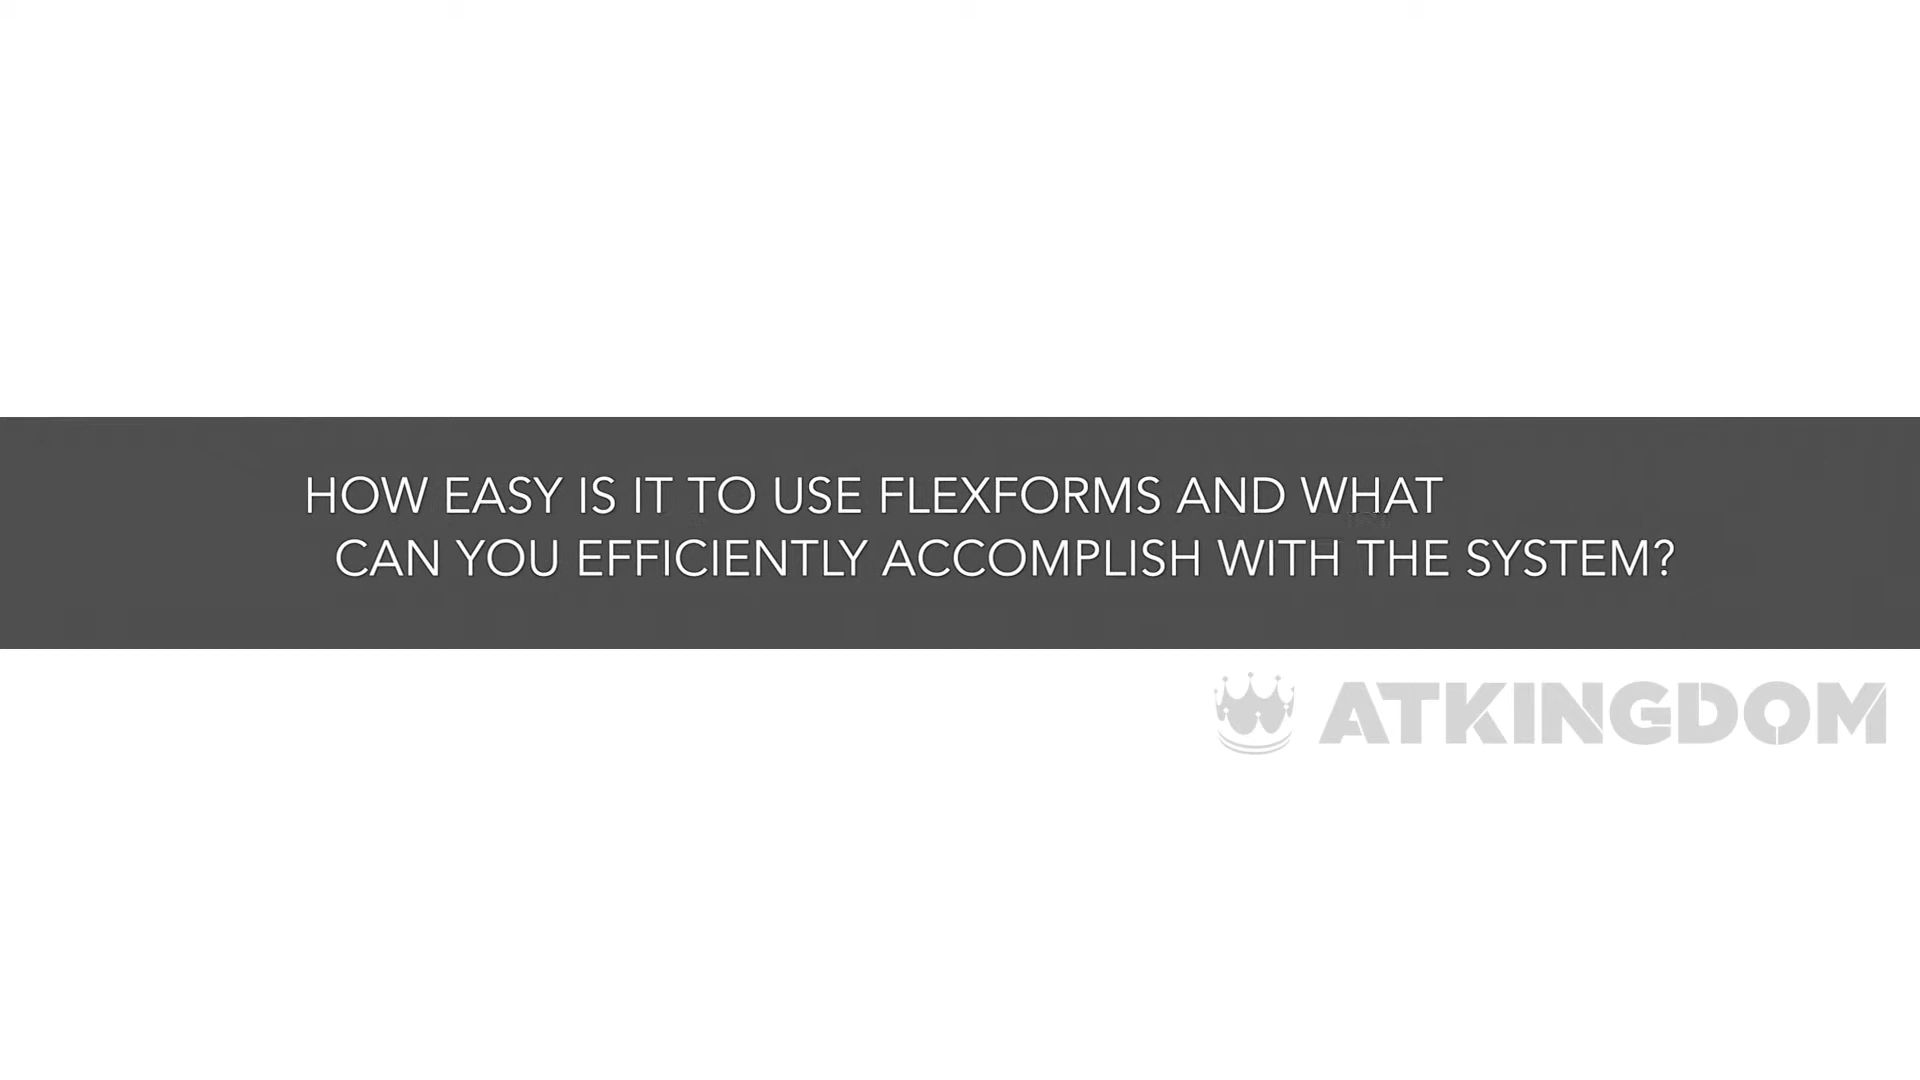 HOW EASY IS IT TO USE FLEXFORMS AND WHAT
CAN YOU EFFICIENTLY ACCOMPLISH WITH THE SYSTEM?
ATKINGDOM